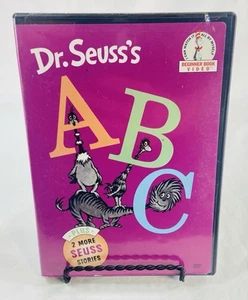 Dr. Seuss's
BEGINNER BOOK
VIDEO
A
B
C
PLUS
2 MORE
SEUSS
STORIES